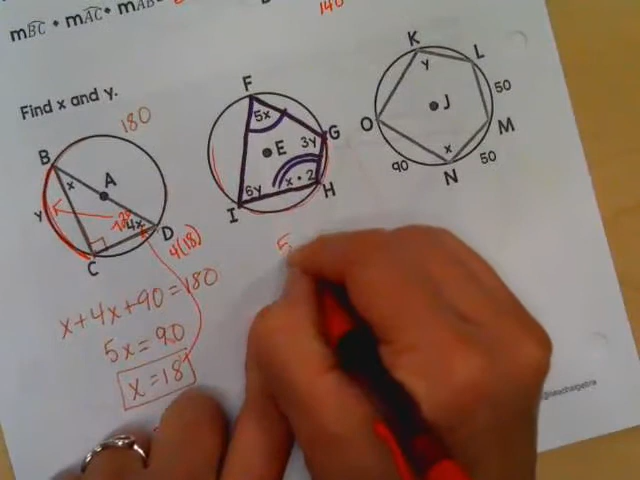 mBC • mAC • mAB
140
Find x and y.
180
B
x
A
y
4x
D
C
4(18)
x+4x+90=180
5x=90
x=18
F
5x
G
3y
E
6y
x • 2
H
I
5
K
L
y
50
J
O
M
x
90
N
50